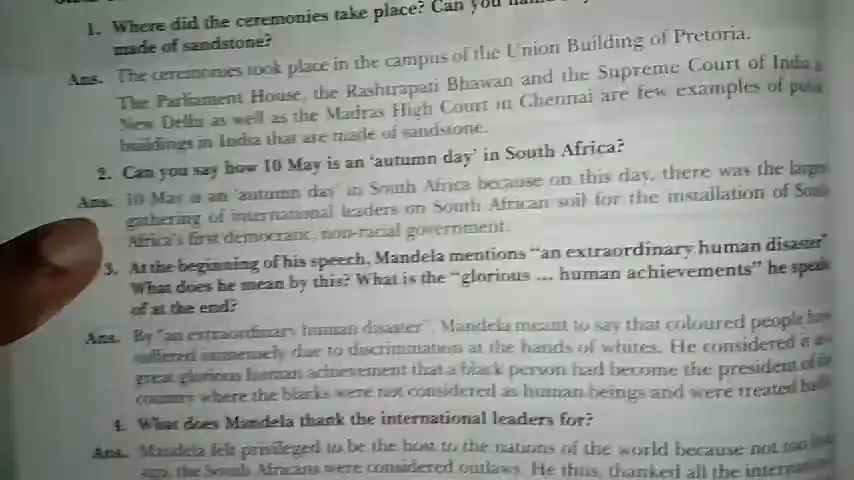 1. Where did the ceremonies take place? Can you
made of sandstone?
Ans. The ceremonies took place in the campus of the Union Building of Pretoria.
The Parliament House, the Rashtrapati Bhawan and the Supreme Court of India
New Delhi as well as the Madras High Court in Chennai are few examples of
buildings in India that are made of sandstone.
2. Can you say how 10 May is an 'autumn day' in South Africa?
Ans. 10 May is an 'autumn day' in South Africa because on this day, there was the
gathering of international leaders on South African soil for the installation of
Africa's first democratic, non-racial government.
3. At the beginning of his speech, Mandela mentions "an extraordinary human disaster"
What does he mean by this? What is the "glorious ... human achievements" he speak
of at the end?
Ans. By "an extraordinary human disaster", Mandela meant to say that coloured people
suffered immensely due to discrimination at the hands of whites. He considered it
great glorious human achievement that a black person had become the president of
country where the blacks were not considered as human beings and were treated
4. What does Mandela thank the international leaders for?
Ans. Mandela felt privileged to be the host to the nations of the world because not too
ago, the South Africans were considered outlaws. He thus, thanked all the